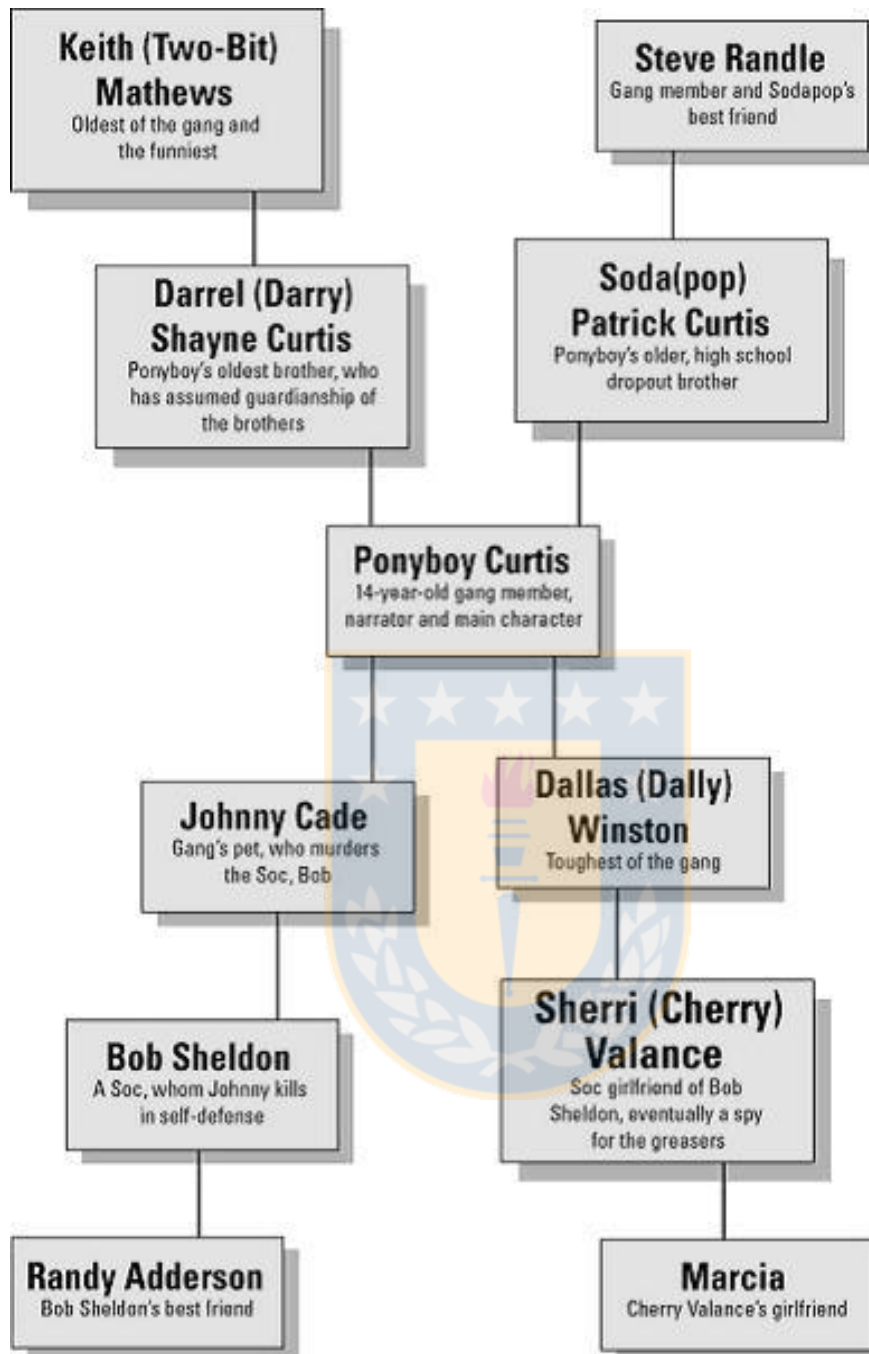 Keith (Two-Bit)
Mathews
Oldest of the gang and
the funniest
Steve Randle
Gang member and Sodapop's
best friend
Darrel (Darry)
Shayne Curtis
Ponyboy's oldest brother, who
has assumed guardianship of
the brothers
Soda(pop)
Patrick Curtis
Ponyboy's older, high school
dropout brother
Ponyboy Curtis
14-year-old gang member,
narrator and main character
Johnny Cade
Gang's pet, who murders
the Soc, Bob
Dallas (Dally)
Winston
Toughest of the gang
Bob Sheldon
A Soc, whom Johnny kills
in self-defense
Sherri (Cherry)
Valance
Soc girlfriend of Bob
Sheldon, eventually a spy
for the greasers
Randy Adderson
Bob Sheldon's best friend
Marcia
Cherry Valance's girlfriend